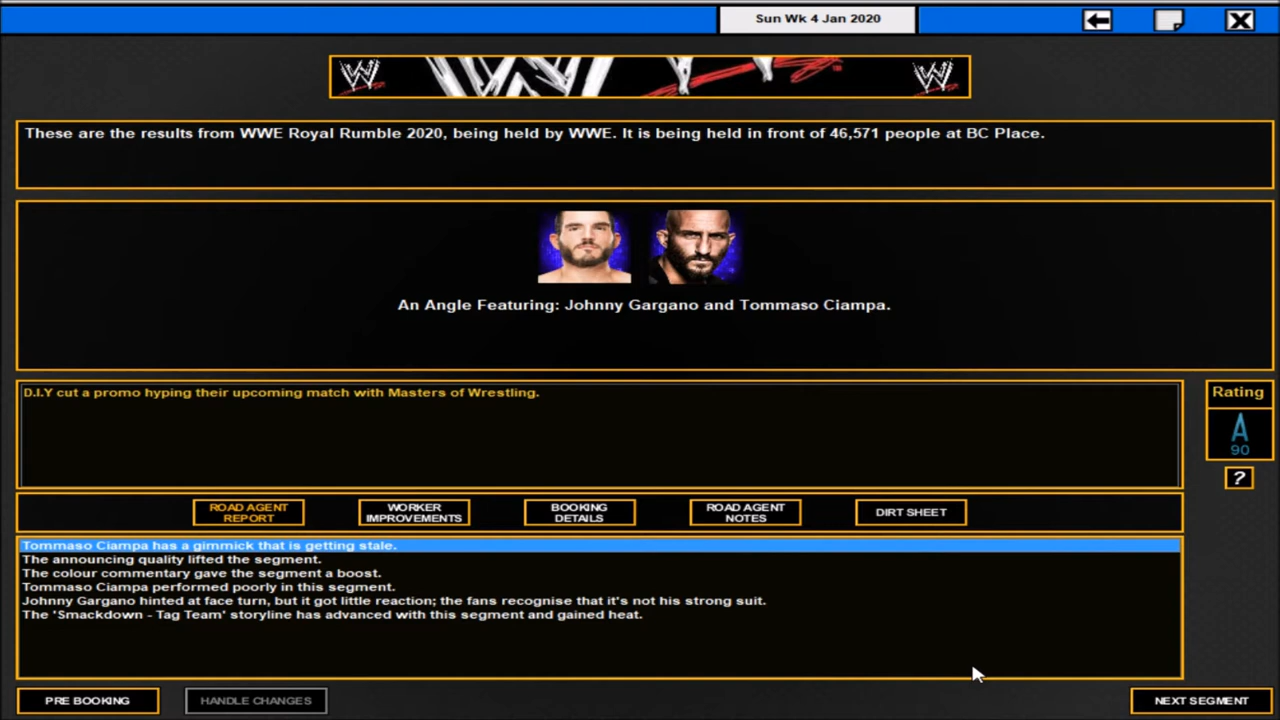 Sun Wk 4 Jan 2020
These are the results from WWE Royal Rumble 2020, being held by WWE. It is being held in front of 46,571 people at BC Place.
An Angle Featuring: Johnny Gargano and Tommaso Ciampa.
D.I.Y cut a promo hyping their upcoming match with Masters of Wrestling.
Rating
A
90
?
ROAD AGENT REPORT
WORKER IMPROVEMENTS
BOOKING DETAILS
ROAD AGENT NOTES
DIRT SHEET
Tommaso Ciampa has a gimmick that is getting stale.
The announcing quality lifted the segment.
The colour commentary gave the segment a boost.
Tommaso Ciampa performed poorly in this segment.
Johnny Gargano hinted at face turn, but it got little reaction; the fans recognise that it's not his strong suit.
The 'Smackdown - Tag Team' storyline has advanced with this segment and gained heat.
PRE BOOKING
HANDLE CHANGES
NEXT SEGMENT